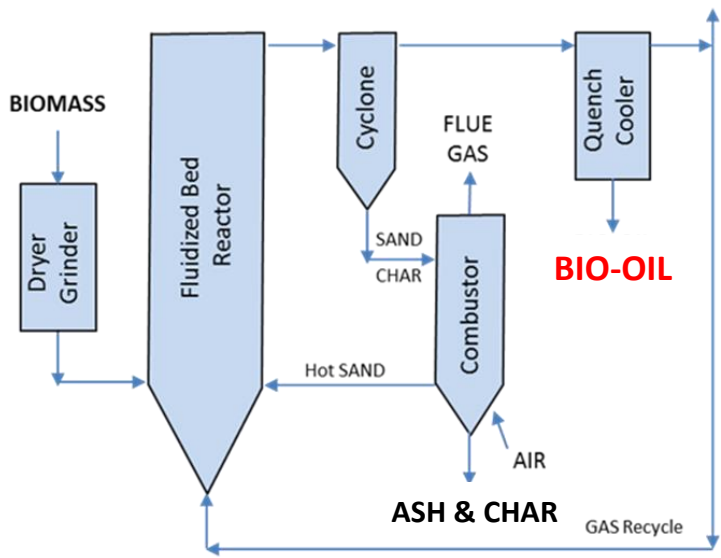 BIOMASS
Dryer
Grinder
Fluidized Bed
Reactor
Cyclone
SAND
CHAR
FLUE
GAS
Combustor
Quench
Cooler
BIO-OIL
Hot SAND
AIR
ASH & CHAR
GAS Recycle